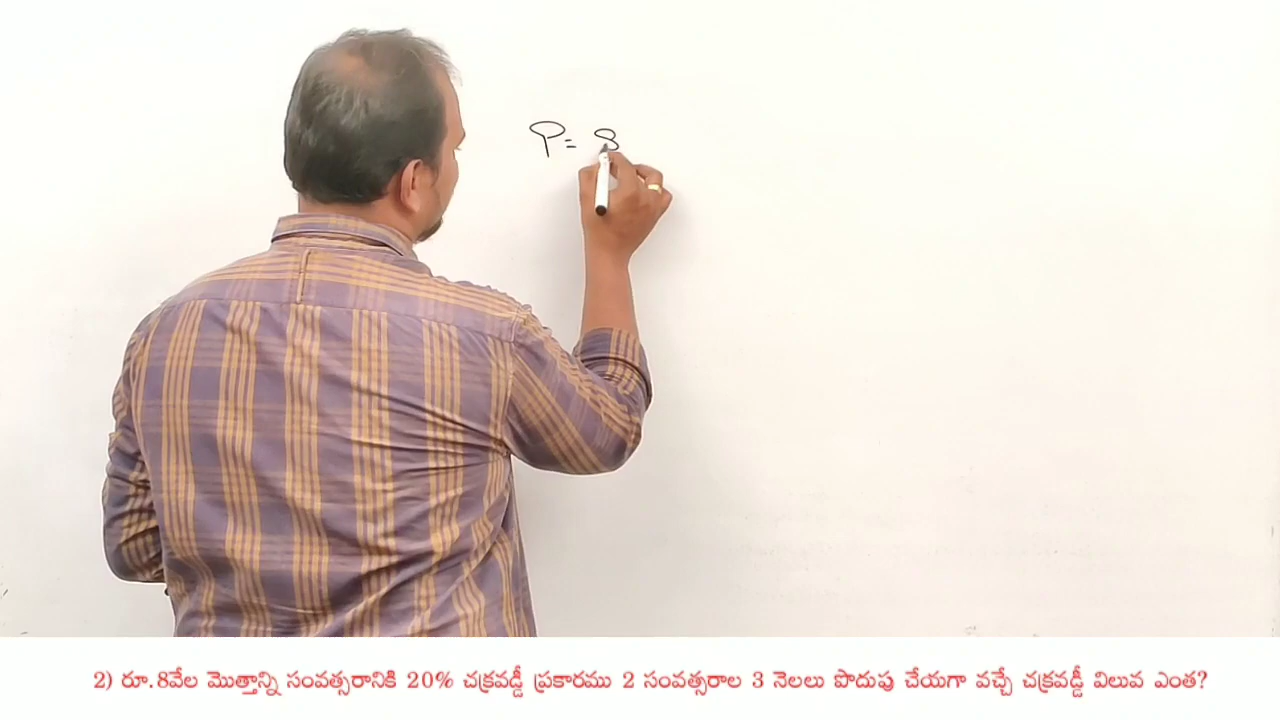 P= 8
2) రూ.8వేల మొత్తాన్ని సంవత్సరానికి 20% చక్రవడ్డీ ప్రకారము 2 సంవత్సరాల 3 నెలలు పొదుపు చేయగా వచ్చే చక్రవడ్డీ విలువ ఎంత?